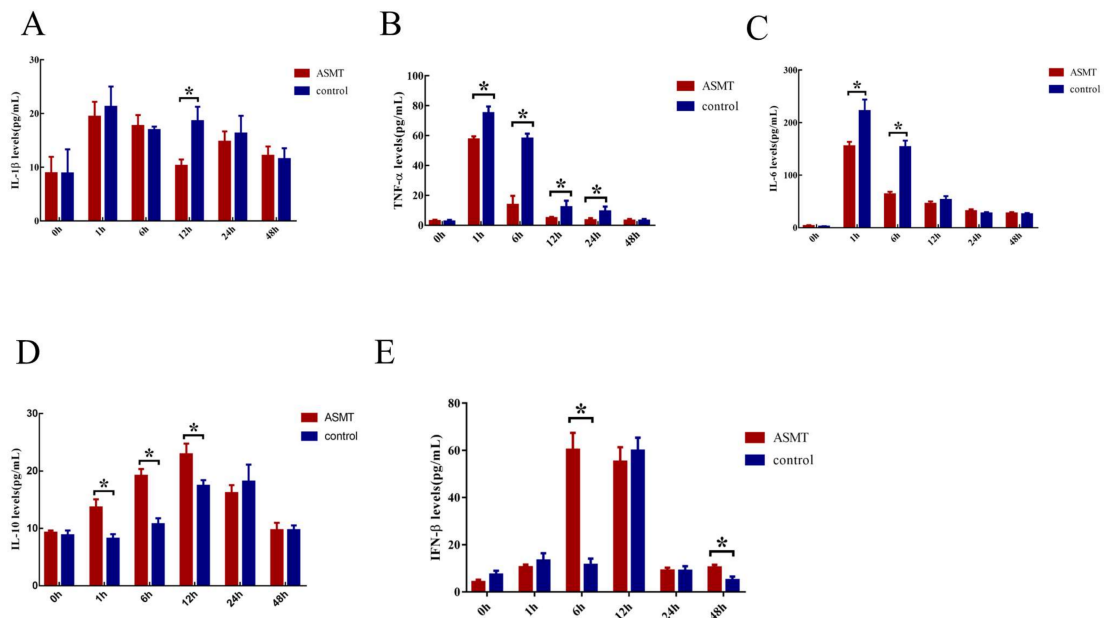 A
IL-1β levels(pg/mL)
30
20
10
0
*
ASMT
control
0h
1h
6h
12h
24h
48h
B
TNF-α levels(pg/mL)
100
80
60
40
20
0
*
*
*
*
ASMT
control
0h
1h
6h
12h
24h
48h
C
IL-6 levels(pg/mL)
300
200
100
0
*
*
ASMT
control
0h
1h
6h
12h
24h
48h
D
IL-10 levels(pg/mL)
30
20
10
0
*
*
*
ASMT
control
0h
1h
6h
12h
24h
48h
E
IFN-β levels(pg/mL)
80
60
40
20
0
*
*
ASMT
control
0h
1h
6h
12h
24h
48h